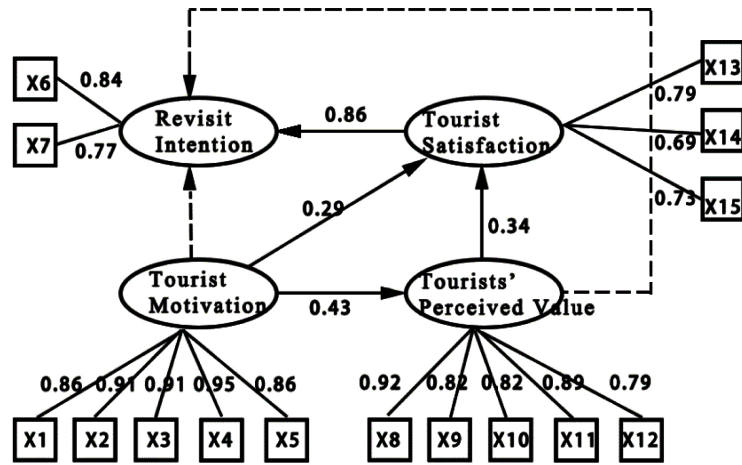 X6
0.84
X7
0.77
Revisit
Intention
0.86
Tourist
Satisfaction
X13
0.79
X14
0.69
X15
0.73
0.29
0.34
Tourist
Motivation
0.43
Tourists'
Perceived Value
0.86 0.91 0.91 0.95 0.86
0.92 0.82 0.82 0.89 0.79
X1 X2 X3 X4 X5
X8 X9 X10 X11 X12